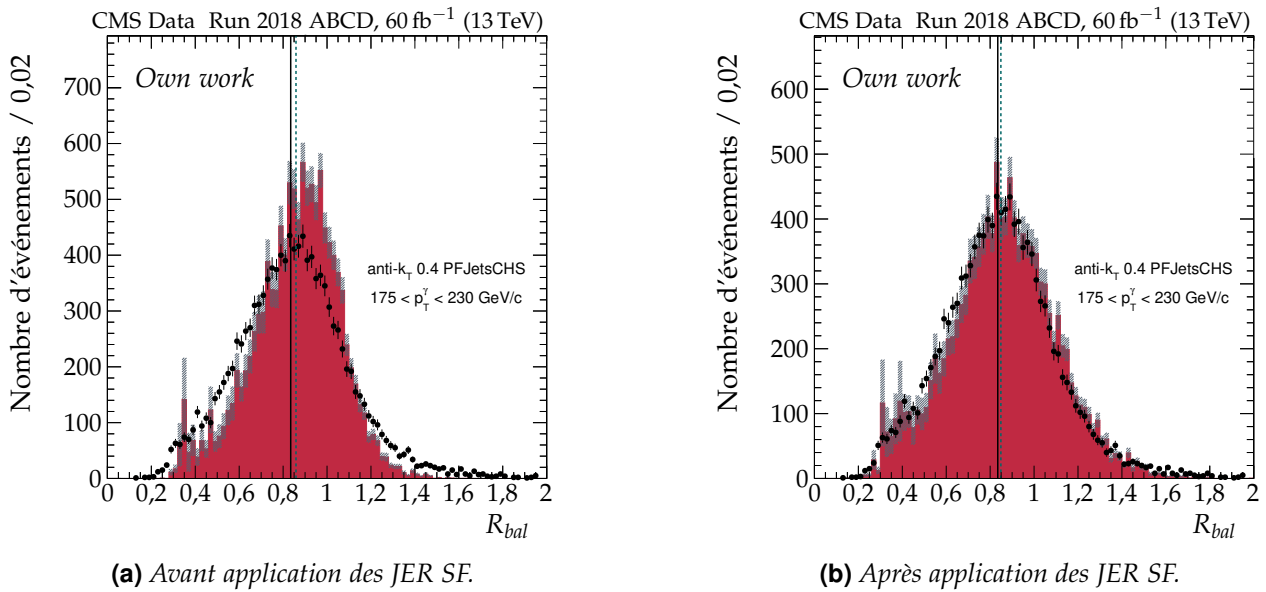 CMS Data Run 2018 ABCD, 60 fb⁻¹ (13 TeV)
Own work
Nombre d'événements / 0,02
700
600
500
400
300
200
100
0
anti-k_T 0.4 PFJetsCHS
175 < p_T^γ < 230 GeV/c
0 0,2 0,4 0,6 0,8 1 1,2 1,4 1,6 1,8 2
R_bal
(a) Avant application des JER SF.
CMS Data Run 2018 ABCD, 60 fb⁻¹ (13 TeV)
Own work
Nombre d'événements / 0,02
600
500
400
300
200
100
0
anti-k_T 0.4 PFJetsCHS
175 < p_T^γ < 230 GeV/c
0 0,2 0,4 0,6 0,8 1 1,2 1,4 1,6 1,8 2
R_bal
(b) Après application des JER SF.